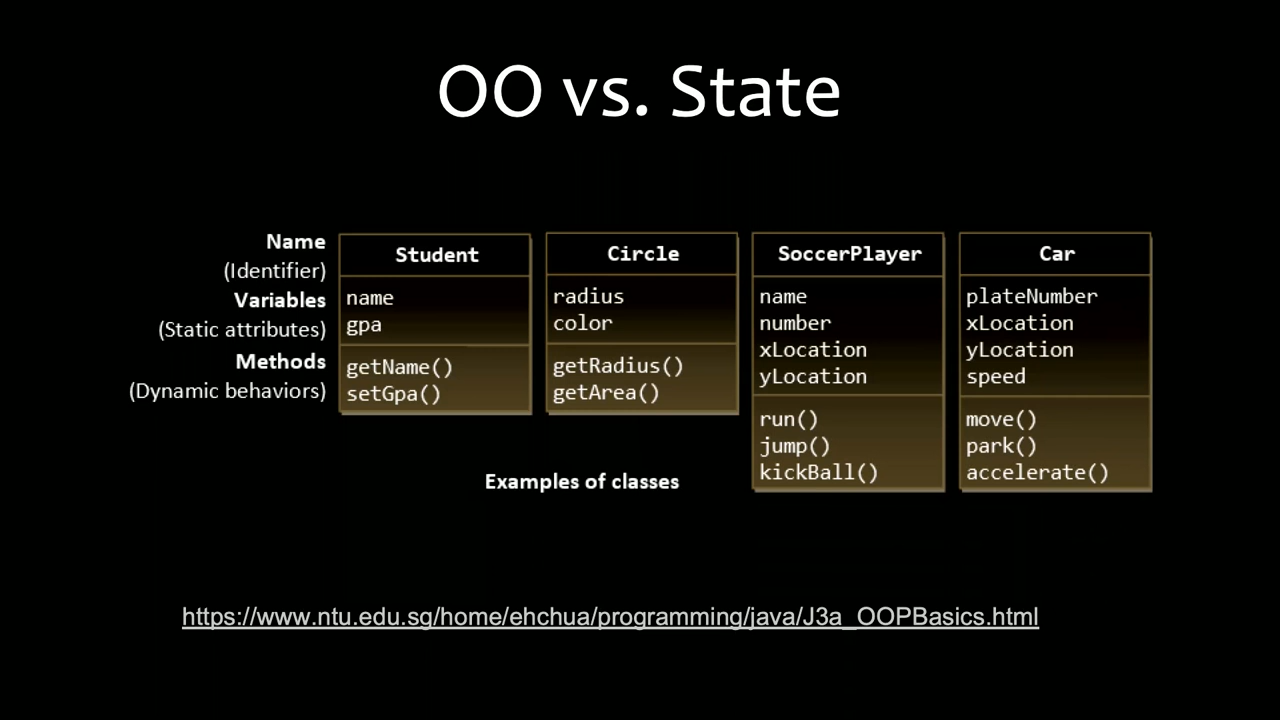 OO vs. State
Name
(Identifier)
Variables
(Static attributes)
Methods
(Dynamic behaviors)
Student
name
gpa
getName()
setGpa()
Circle
radius
color
getRadius()
getArea()
SoccerPlayer
name
number
xLocation
yLocation
run()
jump()
kickBall()
Car
plateNumber
xLocation
yLocation
speed
move()
park()
accelerate()
Examples of classes
https://www.ntu.edu.sg/home/ehchua/programming/java/J3a_OOPBasics.html